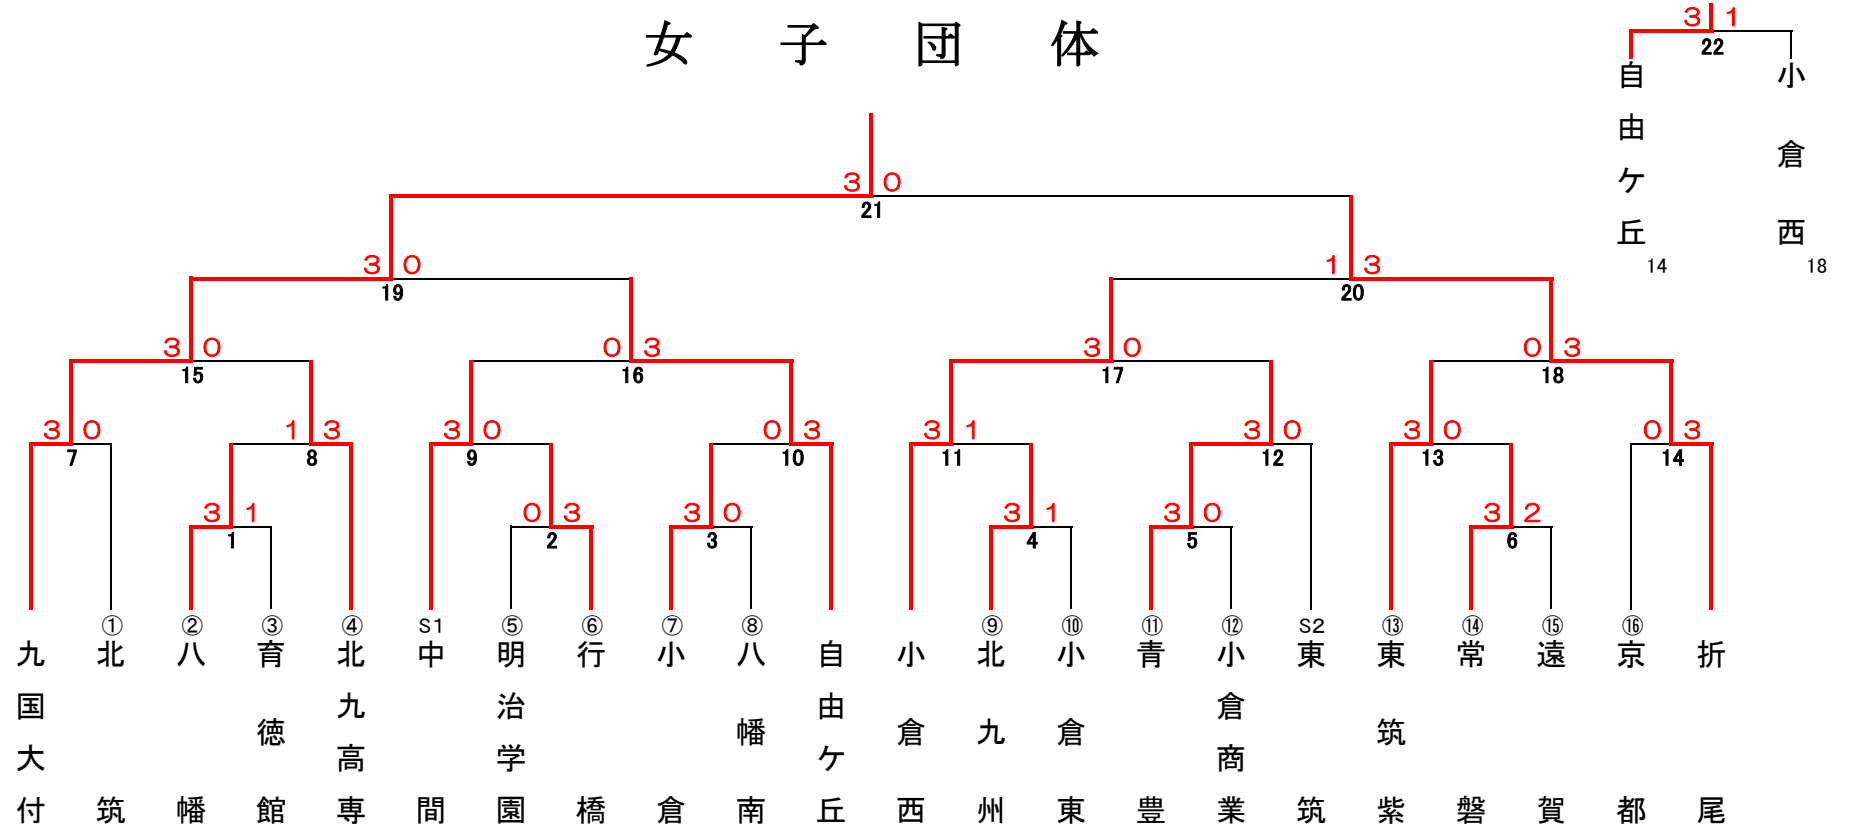 女子団体
3 1
22
自由ケ丘
小倉西
14
18
3 0
21
3 0
19
1 3
20
3 0
15
0 3
16
3 0
17
0 3
18
3 0
7
1 3
8
3 0
9
0 3
10
3 1
11
3 0
12
3 0
13
0 3
14
3 1
1
0 3
2
3 0
3
3 1
4
3 0
5
3 2
6
九国大付
①
北筑
②
八幡
③
育徳館
④
北九高専
S1
中間
⑤
明治学園
⑥
行橋
⑦
小倉
⑧
八幡南
自由ケ丘
小倉西
⑨
北九州
⑩
小倉東
⑪
青豊
⑫
小倉商業
S2
東筑
⑬
東筑紫
⑭
常磐
⑮
遠賀
⑯
京都
折尾